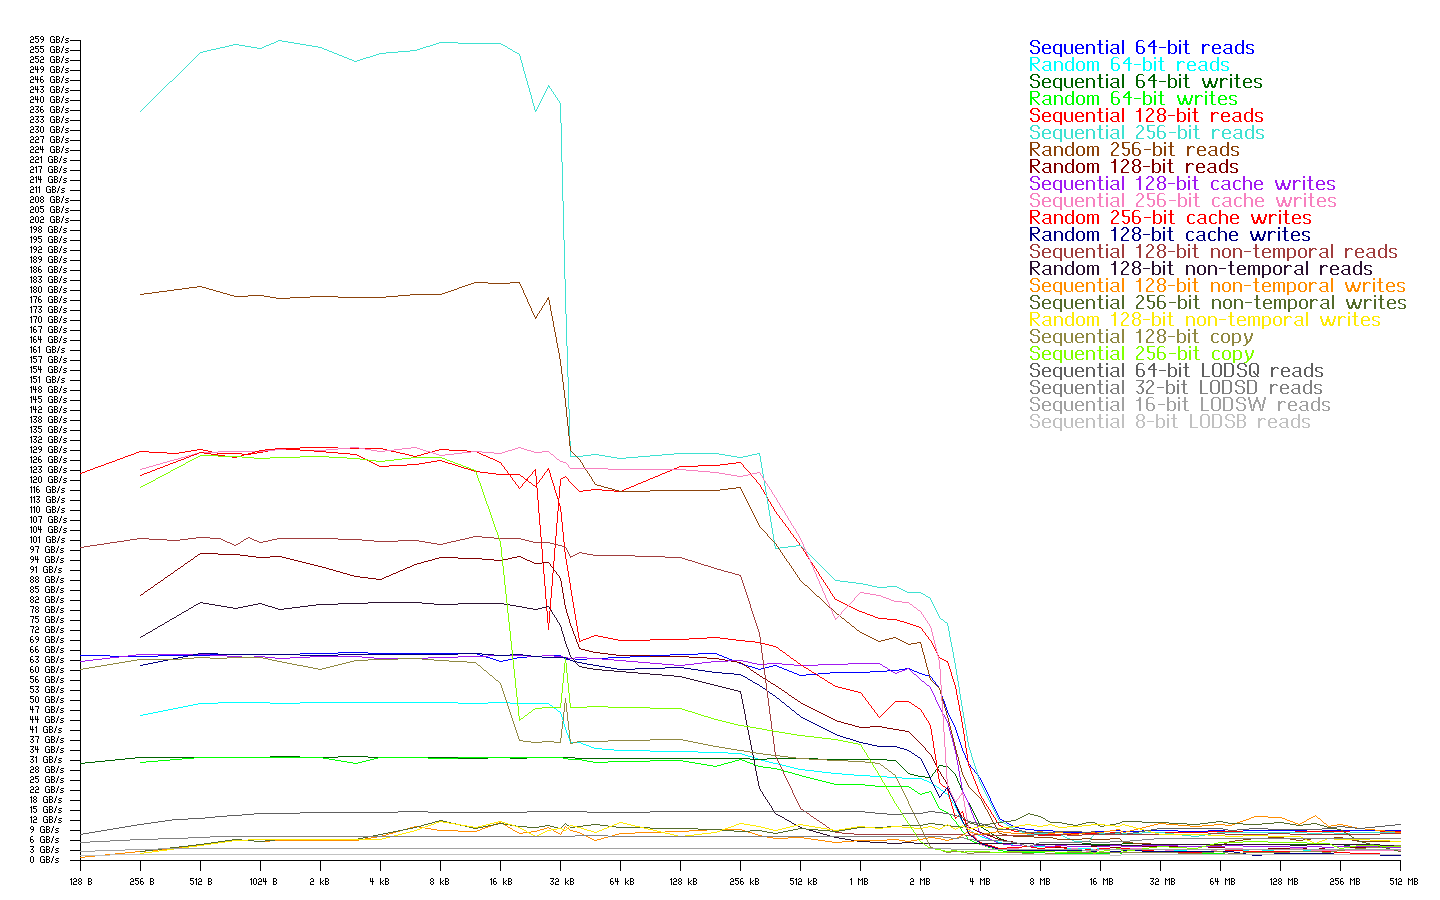 259 GB/s
255 GB/s
252 GB/s
249 GB/s
246 GB/s
243 GB/s
240 GB/s
236 GB/s
233 GB/s
230 GB/s
227 GB/s
224 GB/s
221 GB/s
217 GB/s
214 GB/s
211 GB/s
208 GB/s
205 GB/s
202 GB/s
198 GB/s
195 GB/s
192 GB/s
189 GB/s
186 GB/s
183 GB/s
180 GB/s
176 GB/s
173 GB/s
170 GB/s
167 GB/s
164 GB/s
161 GB/s
157 GB/s
154 GB/s
151 GB/s
148 GB/s
145 GB/s
142 GB/s
138 GB/s
135 GB/s
132 GB/s
129 GB/s
126 GB/s
123 GB/s
120 GB/s
116 GB/s
113 GB/s
110 GB/s
107 GB/s
104 GB/s
101 GB/s
97 GB/s
94 GB/s
91 GB/s
88 GB/s
85 GB/s
82 GB/s
78 GB/s
75 GB/s
72 GB/s
69 GB/s
66 GB/s
63 GB/s
60 GB/s
56 GB/s
53 GB/s
50 GB/s
47 GB/s
44 GB/s
41 GB/s
37 GB/s
34 GB/s
31 GB/s
28 GB/s
25 GB/s
22 GB/s
18 GB/s
15 GB/s
12 GB/s
9 GB/s
6 GB/s
3 GB/s
0 GB/s
128 B 256 B 512 B 1024 B 2 kB 4 kB 8 kB 16 kB 32 kB 64 kB 128 kB 256 kB 512 kB 1 MB 2 MB 4 MB 8 MB 16 MB 32 MB 64 MB 128 MB 256 MB 512 MB
Sequential 64-bit reads
Random 64-bit reads
Sequential 64-bit writes
Random 64-bit writes
Sequential 128-bit reads
Sequential 256-bit reads
Random 256-bit reads
Random 128-bit reads
Sequential 128-bit cache writes
Sequential 256-bit cache writes
Random 256-bit cache writes
Random 128-bit cache writes
Sequential 128-bit non-temporal reads
Random 128-bit non-temporal reads
Sequential 128-bit non-temporal writes
Sequential 256-bit non-temporal writes
Random 128-bit non-temporal writes
Sequential 128-bit copy
Sequential 256-bit copy
Sequential 64-bit LODSQ reads
Sequential 32-bit LODSD reads
Sequential 16-bit LODSW reads
Sequential 8-bit LODSB reads